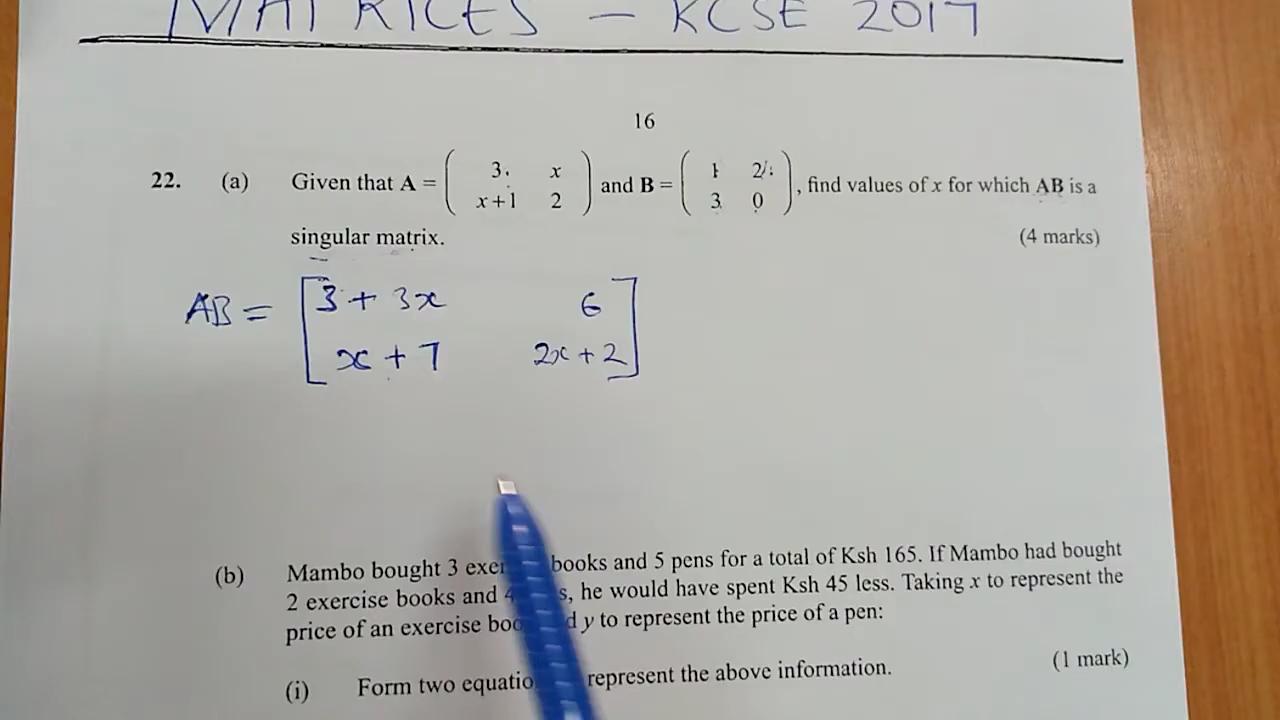 MATRICES - KCSE 2017
16
22. (a) Given that A = ( 3 x ) and B = ( 1 2 ), find values of x for which AB is a
x+1 2 3 0
singular matrix. (4 marks)
AB = [ 3 + 3x 6 ]
x + 7 2x + 2
(b) Mambo bought 3 books and 5 pens for a total of Ksh 165. If Mambo had bought
2 exercise books and he would have spent Ksh 45 less. Taking x to represent the
price of an exercise y to represent the price of a pen:
(i) Form two represent the above information. (1 mark)